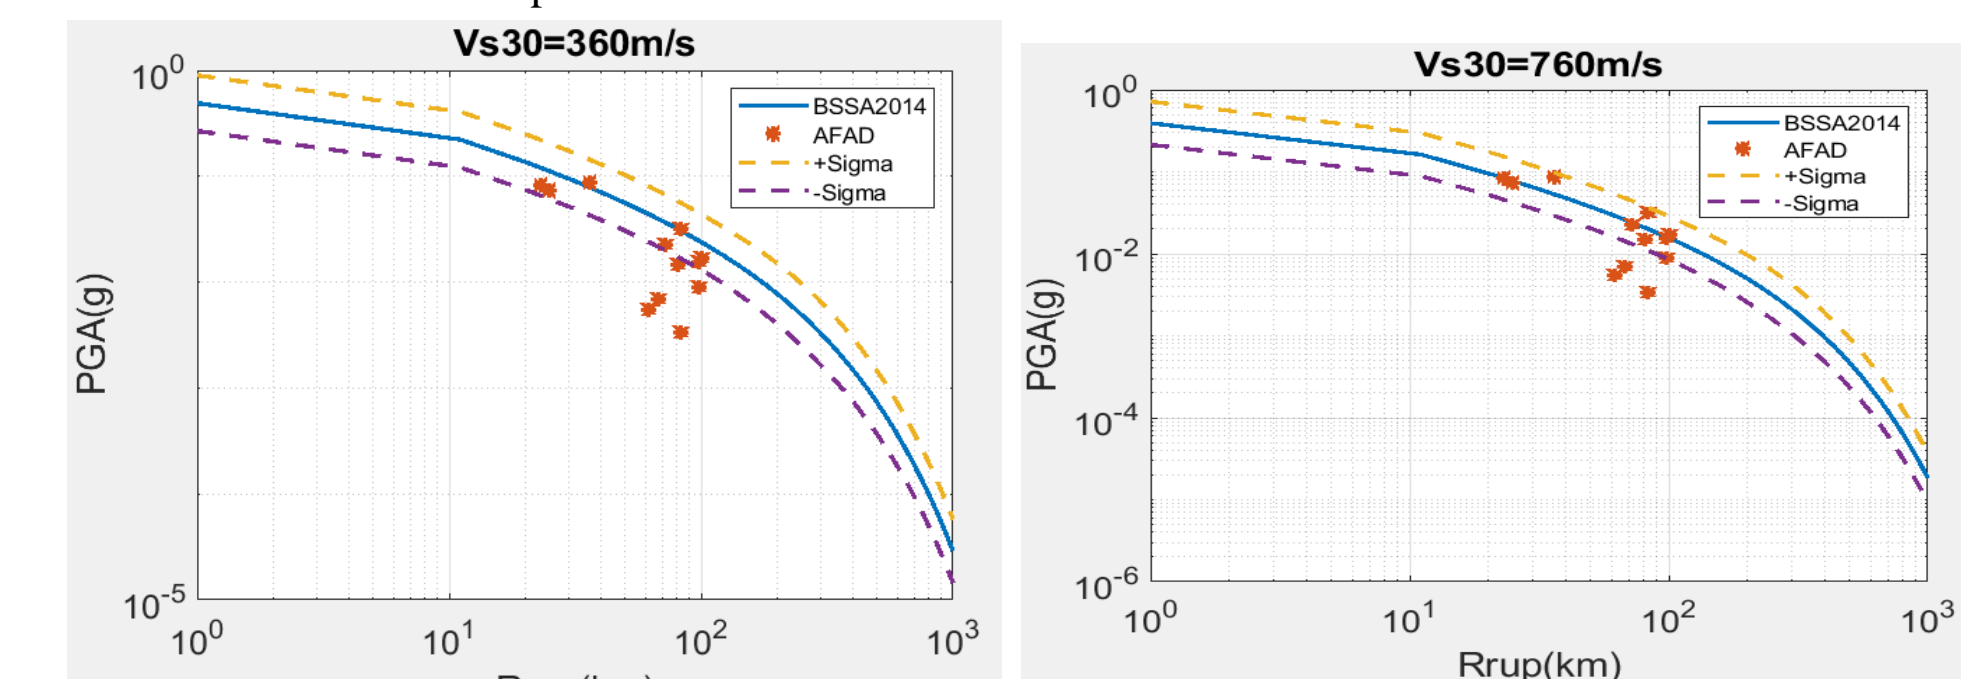 Vs30=360m/s
10^0
BSSA2014
AFAD
+Sigma
-Sigma
PGA(g)
10^-5
10^0
10^1
10^2
10^3
Vs30=760m/s
10^0
BSSA2014
AFAD
+Sigma
-Sigma
10^-2
PGA(g)
10^-4
10^-6
10^0
10^1
10^2
10^3
Rrup(km)